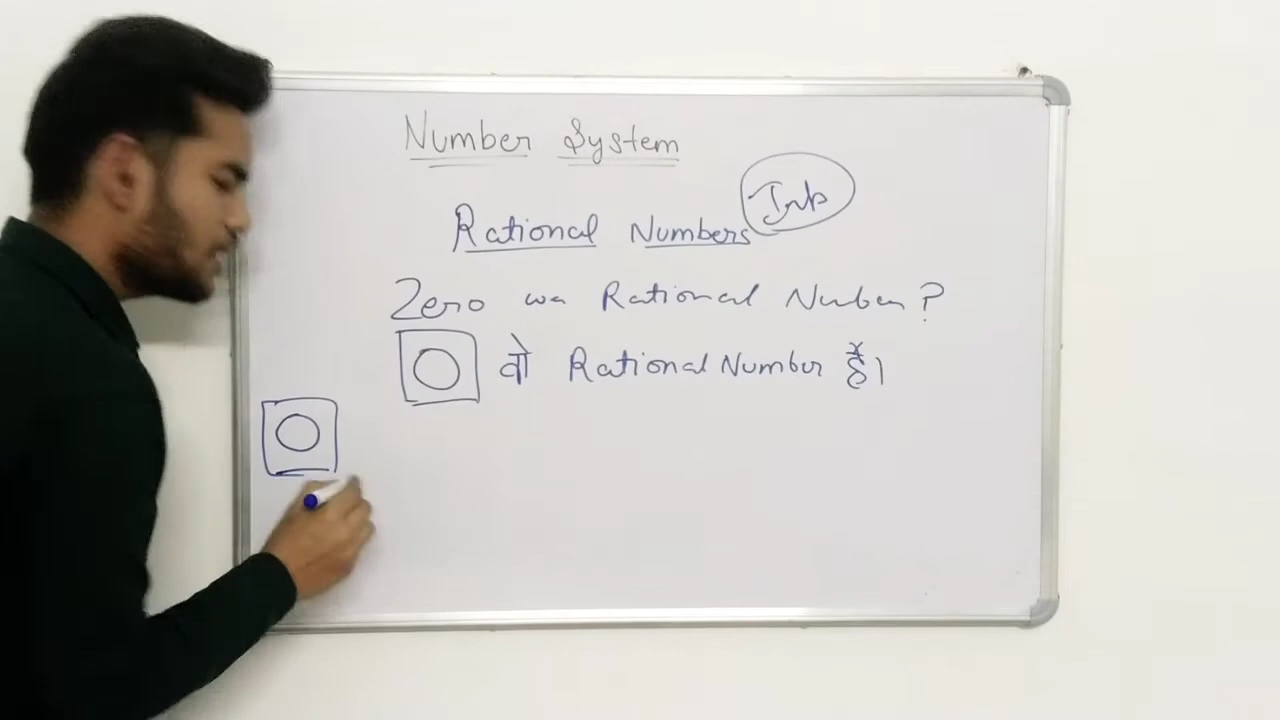 Number System
Rational Numbers
Zero wa Rational Number?
0 वो Rational Number है।
0